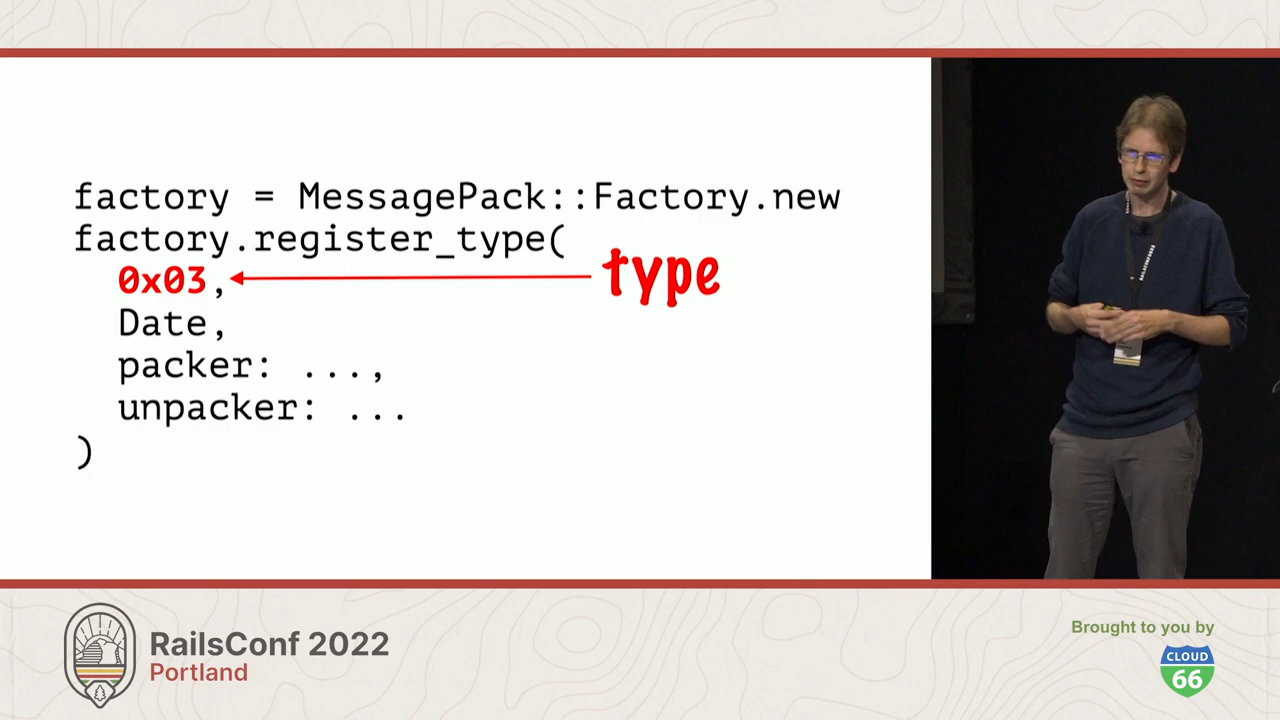 factory = MessagePack::Factory.new
factory.register_type(
0x03,
type
Date,
packer: ...,
unpacker: ...
)
RailsConf 2022
Portland
Brought to you by
CLOUD
66